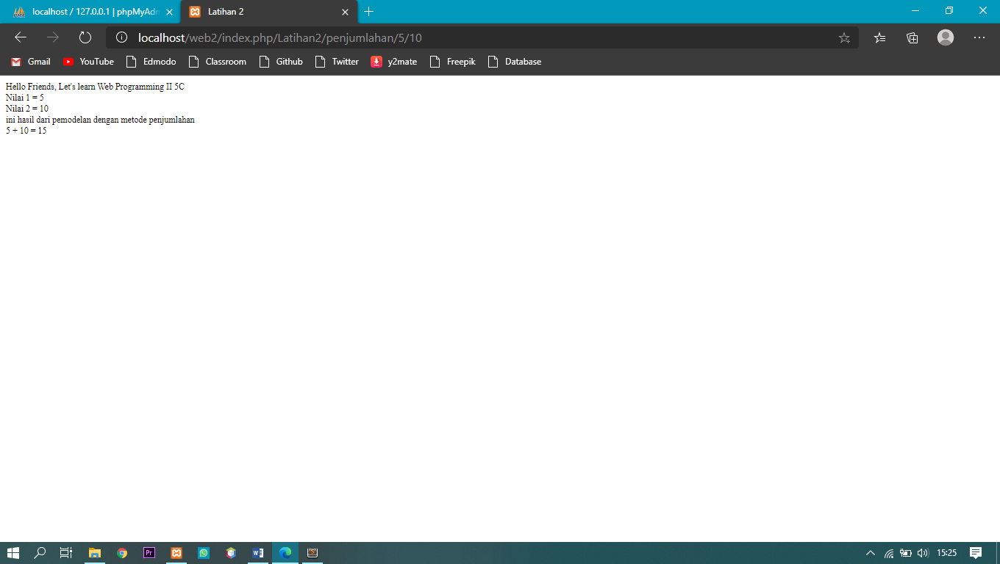 localhost / 127.0.0.1 | phpMyAdm
Latihan 2
localhost/web2/index.php/Latihan2/penjumlahan/5/10
Gmail YouTube Edmodo Classroom Github Twitter y2mate Freepik Database
Hello Friends, Let's learn Web Programming II 5C
Nilai 1 = 5
Nilai 2 = 10
ini hasil dari pemodelan dengan metode penjumlahan
5 + 10 = 15
Pr
15:25